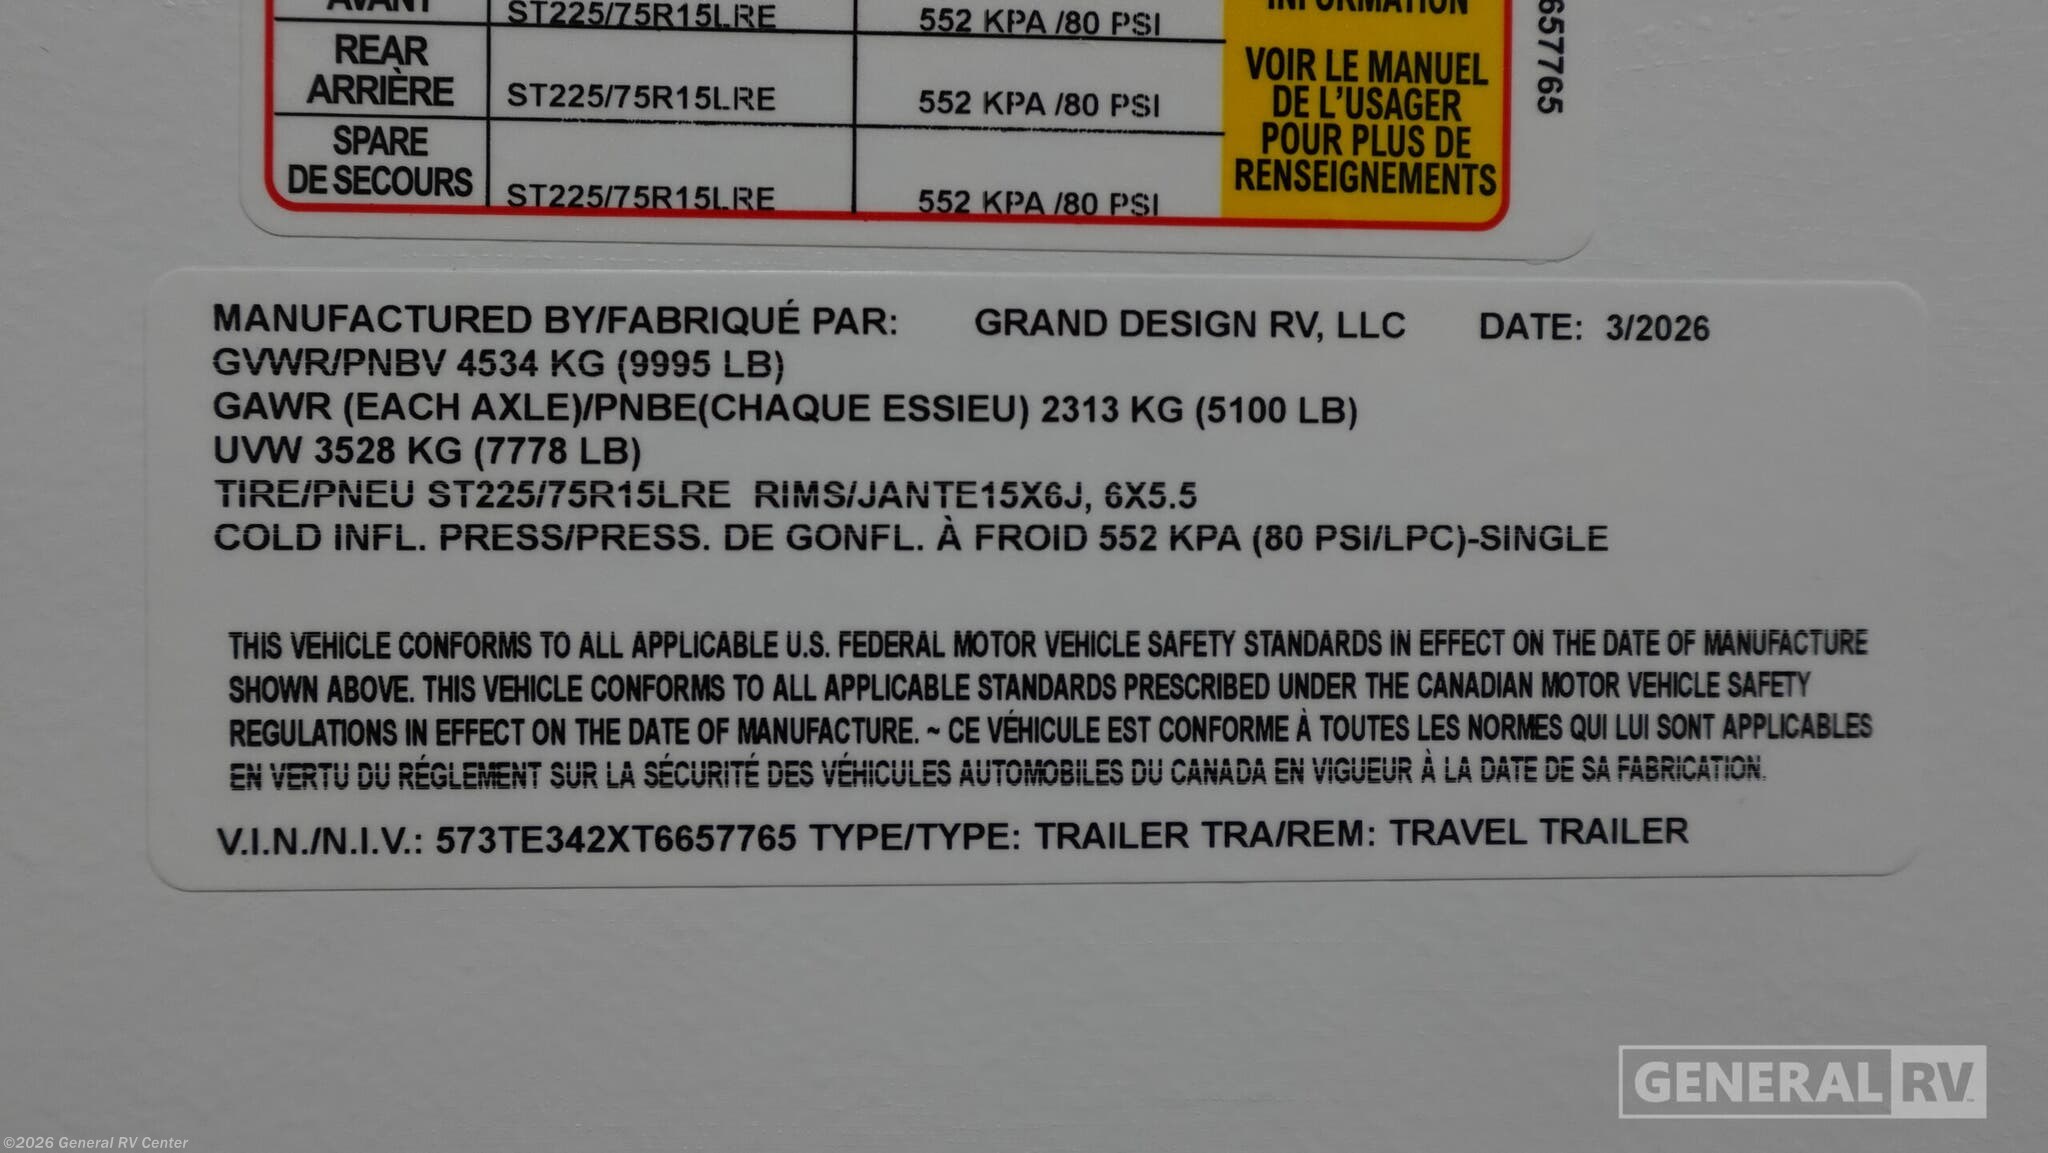 AVANT ST225/75R15LRE 552 KPA /80 PSI INFORMATION
REAR
ARRIÈRE ST225/75R15LRE 552 KPA /80 PSI
SPARE
DE SECOURS ST225/75R15LRE 552 KPA /80 PSI
VOIR LE MANUEL
DE L'USAGER
POUR PLUS DE
RENSEIGNEMENTS
657765
MANUFACTURED BY/FABRIQUÉ PAR: GRAND DESIGN RV, LLC DATE: 3/2026
GVWR/PNBV 4534 KG (9995 LB)
GAWR (EACH AXLE)/PNBE(CHAQUE ESSIEU) 2313 KG (5100 LB)
UVW 3528 KG (7778 LB)
TIRE/PNEU ST225/75R15LRE RIMS/JANTE15X6J, 6X5.5
COLD INFL. PRESS/PRESS. DE GONFL. À FROID 552 KPA (80 PSI/LPC)-SINGLE
THIS VEHICLE CONFORMS TO ALL APPLICABLE U.S. FEDERAL MOTOR VEHICLE SAFETY STANDARDS IN EFFECT ON THE DATE OF MANUFACTURE
SHOWN ABOVE. THIS VEHICLE CONFORMS TO ALL APPLICABLE STANDARDS PRESCRIBED UNDER THE CANADIAN MOTOR VEHICLE SAFETY
REGULATIONS IN EFFECT ON THE DATE OF MANUFACTURE. ~ CE VÉHICULE EST CONFORME À TOUTES LES NORMES QUI LUI SONT APPLICABLES
EN VERTU DU RÉGLEMENT SUR LA SÉCURITÉ DES VÉHICULES AUTOMOBILES DU CANADA EN VIGUEUR À LA DATE DE SA FABRICATION.
V.I.N./N.I.V.: 573TE342XT6657765 TYPE/TYPE: TRAILER TRA/REM: TRAVEL TRAILER
GENERAL RV
©2026 General RV Center